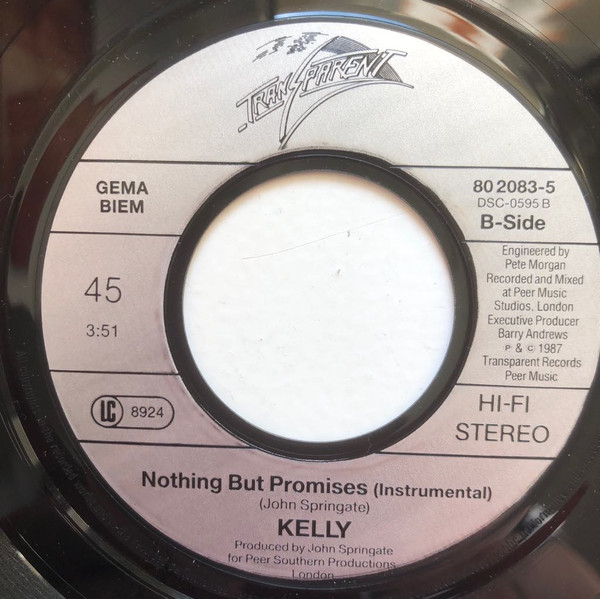 TRANSPARENT
GEMA
BIEM
80 2083-5
DSC-0595 B
B-Side
45
3:51
Engineered by
Pete Morgan
Recorded and Mixed
at Peer Music
Studios, London
Executive Producer
Barry Andrews
℗ & © 1987
Transparent Records
Peer Music
LC 8924
HI-FI
STEREO
Nothing But Promises (Instrumental)
(John Springate)
KELLY
Produced by John Springate
for Peer Southern Productions
London